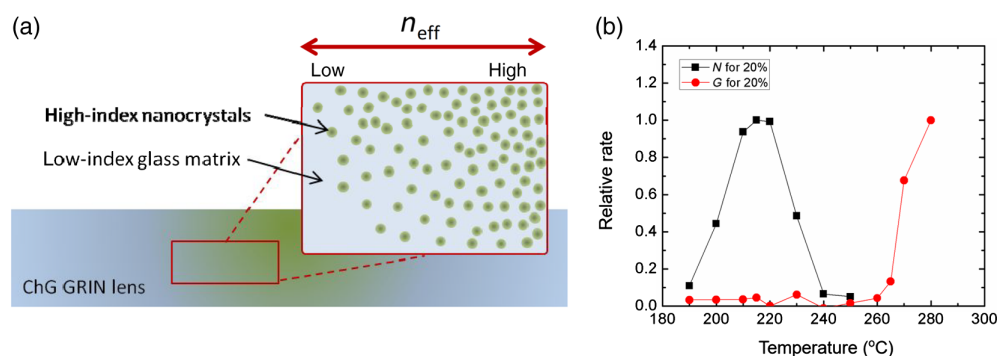 (a)
n_eff
Low High
High-index nanocrystals
Low-index glass matrix
ChG GRIN lens
(b)
N for 20%
G for 20%
Relative rate
1.4
1.2
1.0
0.8
0.6
0.4
0.2
0.0
180 200 220 240 260 280 300
Temperature (°C)